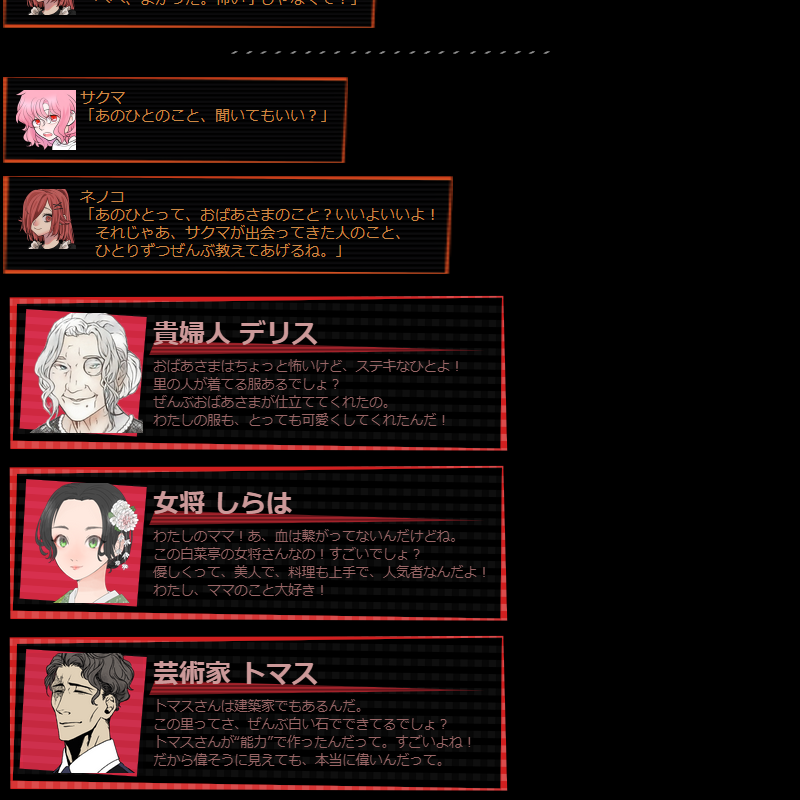 サクマ
「あのひとのこと、聞いてもいい？」
ネノコ
「あのひとって、おばあさまのこと？いいよいいよ！
それじゃあ、サクマが出会ってきた人のこと、
ひとりずつぜんぶ教えてあげるね。」
貴婦人 デリス
おばあさまはちょっと怖いけど、ステキなひとよ！
里の人が着てる服あるでしょ？
ぜんぶおばあさまが仕立ててくれたの。
わたしの服も、とっても可愛くしてくれたんだ！
女将 しらは
わたしのママ！あ、血は繋がってないんだけどね。
この白菜亭の女将さんなの！すごいでしょ？
優しくって、美人で、料理も上手で、人気者なんだよ！
わたし、ママのこと大好き！
芸術家 トマス
トマスさんは建築家でもあるんだ。
この里ってさ、ぜんぶ白い石でできてるでしょ？
トマスさんが“能力”で作ったんだって。すごいよね！
だから偉そうに見えても、本当に偉いんだって。